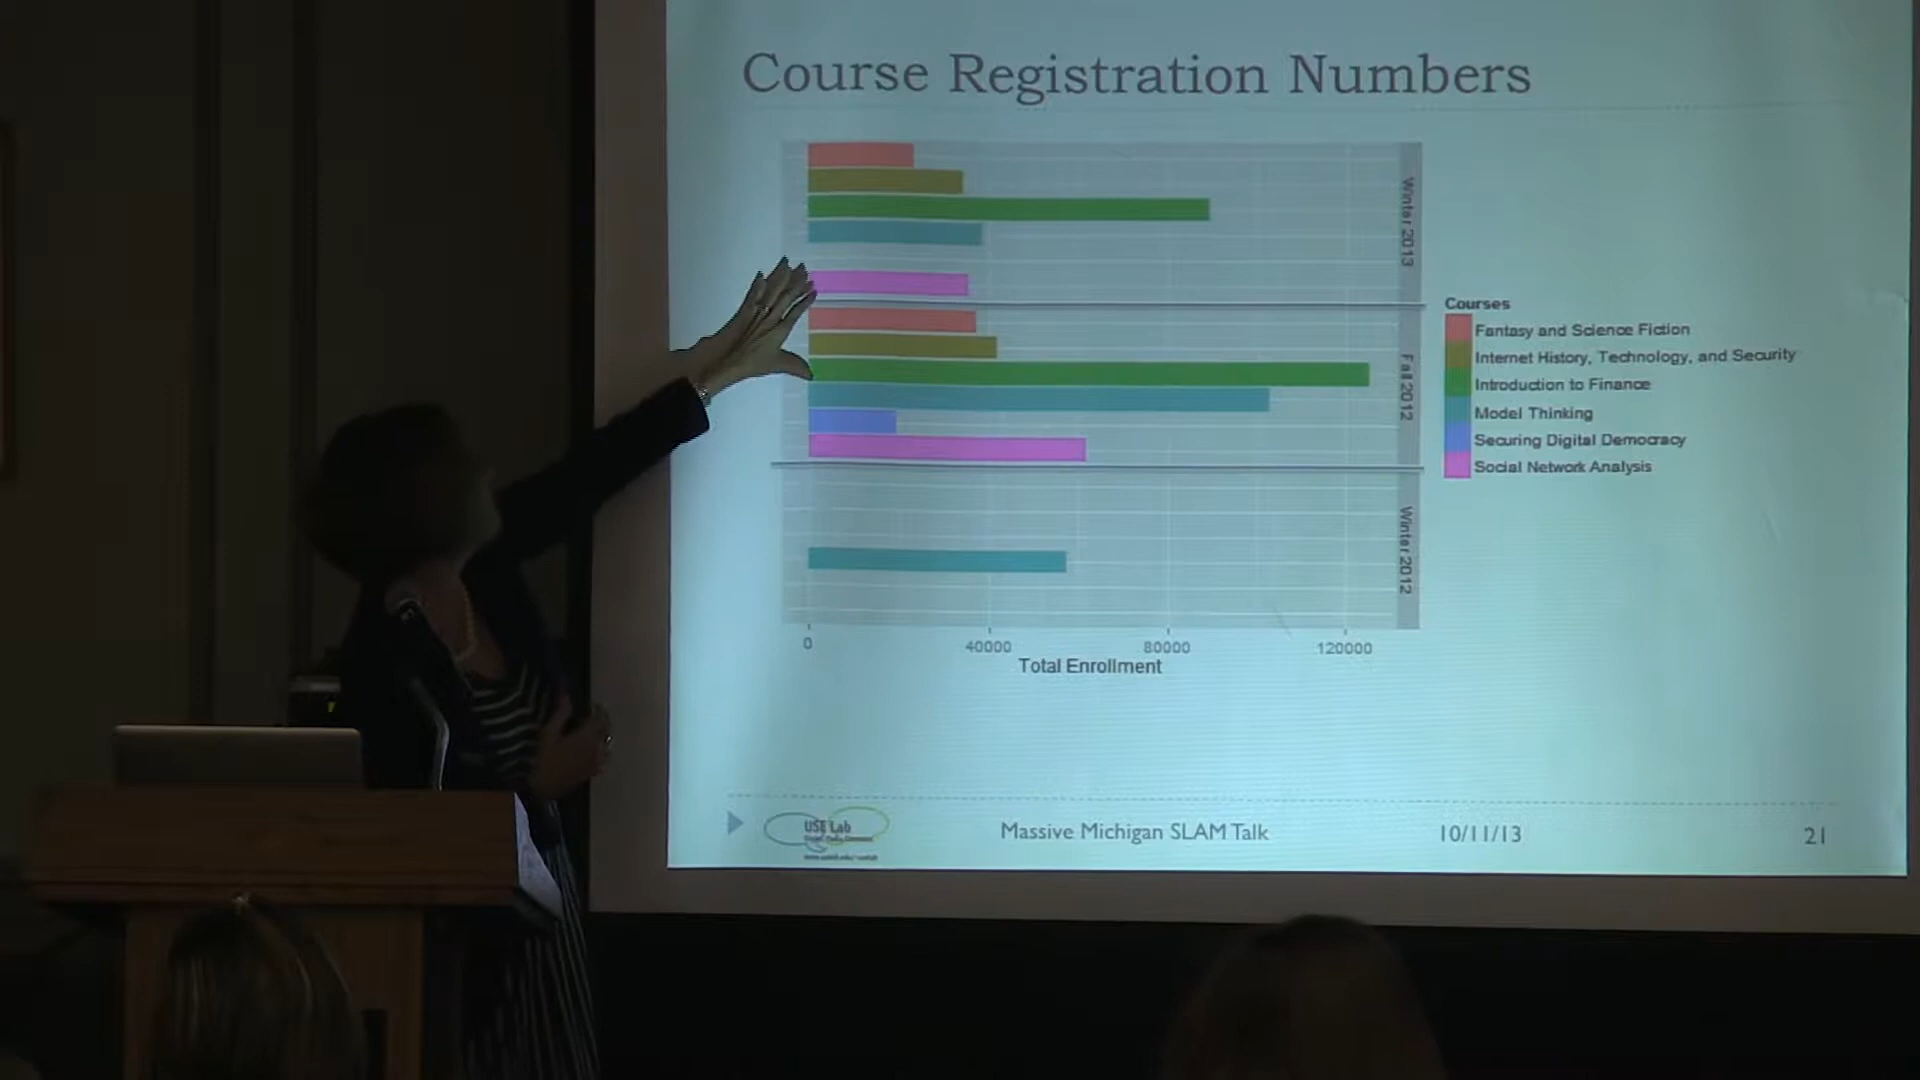 Course Registration Numbers
Winter 2013
Fall 2012
Winter 2012
0 40000 80000 120000
Total Enrollment
Courses
Fantasy and Science Fiction
Internet History, Technology, and Security
Introduction to Finance
Model Thinking
Securing Digital Democracy
Social Network Analysis
USE Lab
Massive Michigan SLAM Talk
10/11/13
21